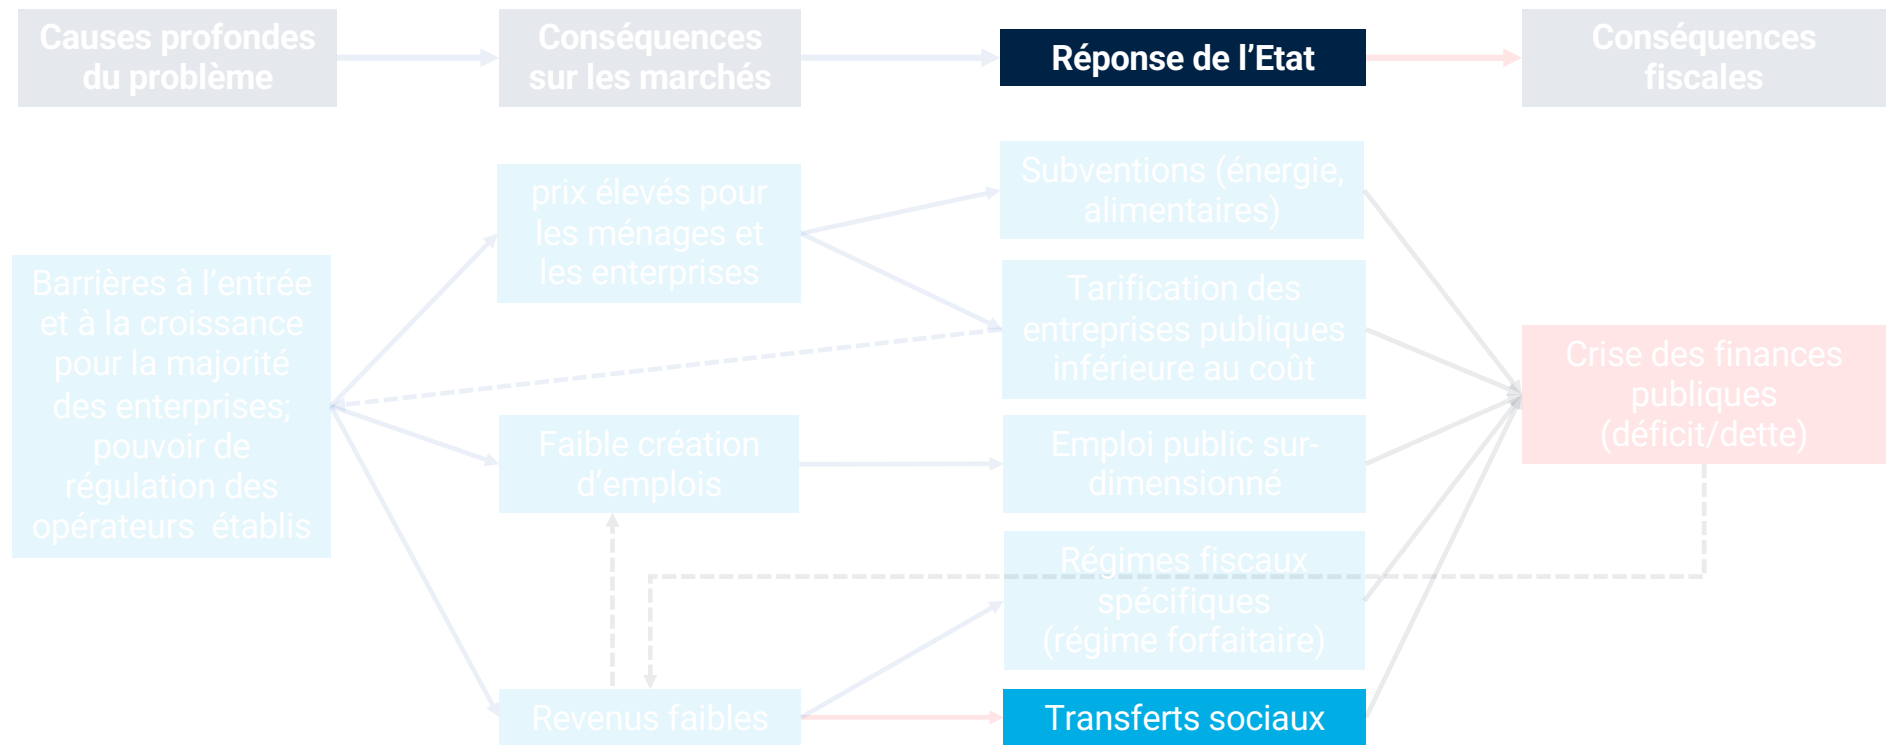 Causes profondes
du problème
Conséquences
sur les marchés
Réponse de l’Etat
Conséquences
fiscales
Barrières à l’entrée
et à la croissance
pour la majorité
des enterprises;
pouvoir de
régulation des
opérateurs établis
prix élevés pour
les ménages et
les enterprises
Faible création
d’emplois
Revenus faibles
Subventions (énergie,
alimentaires)
Tarification des
entreprises publiques
inférieure au coût
Emploi public sur-
dimensionné
Régimes fiscaux
spécifiques
(régime forfaitaire)
Transferts sociaux
Crise des finances
publiques
(déficit/dette)